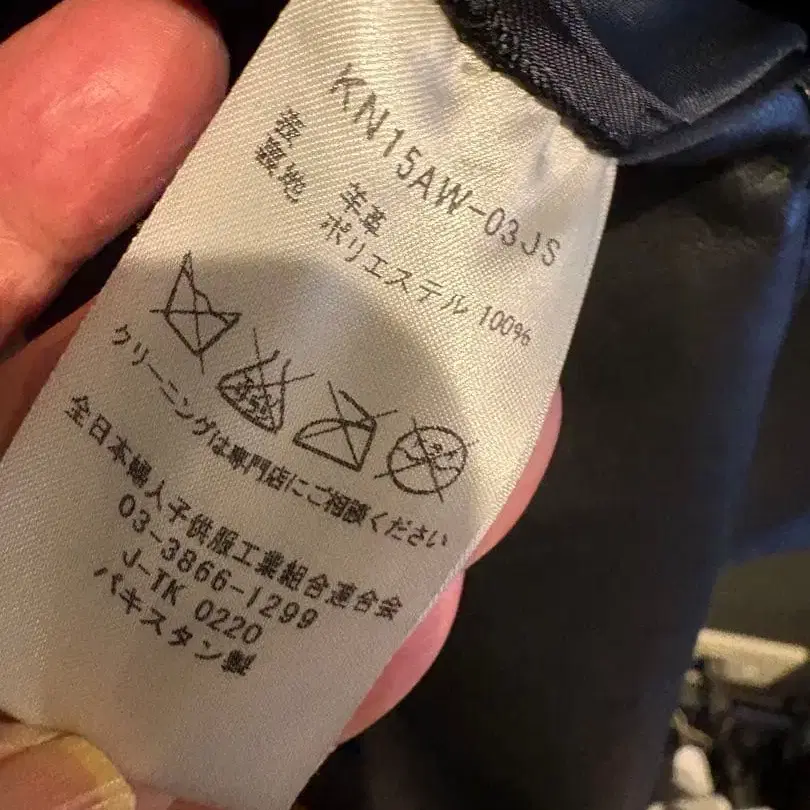 KN15AW-03JS
表 羊革
裏地 ポリエステル 100%
クリーニングは専門店にご相談ください
全日本婦人子供服工業組合連合会
03-3866-1299
J-TK 0220
パキスタン製